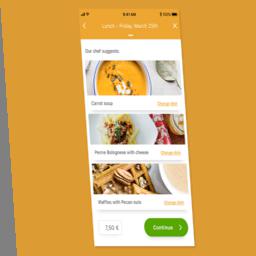 9:41 AM
100%
Lunch - Friday, March 25th
Our chef suggests:
Carrot soup
Change dish
Penne Bolognese with cheese
Change dish
Waffles with Pecan nuts
Change dish
7,50 €
Continue